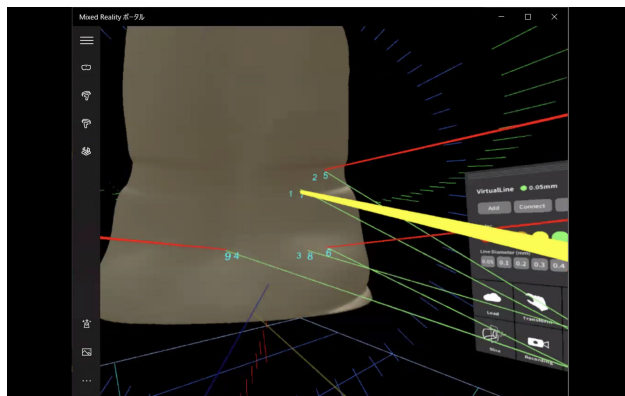 Mixed Reality ポータル
2 5
1
9 4
3 8
6
VirtualLine 0.05mm
Add Connect
Line Diameter (mm)
0.05 0.1 0.2 0.3 0.4
Load
Recording